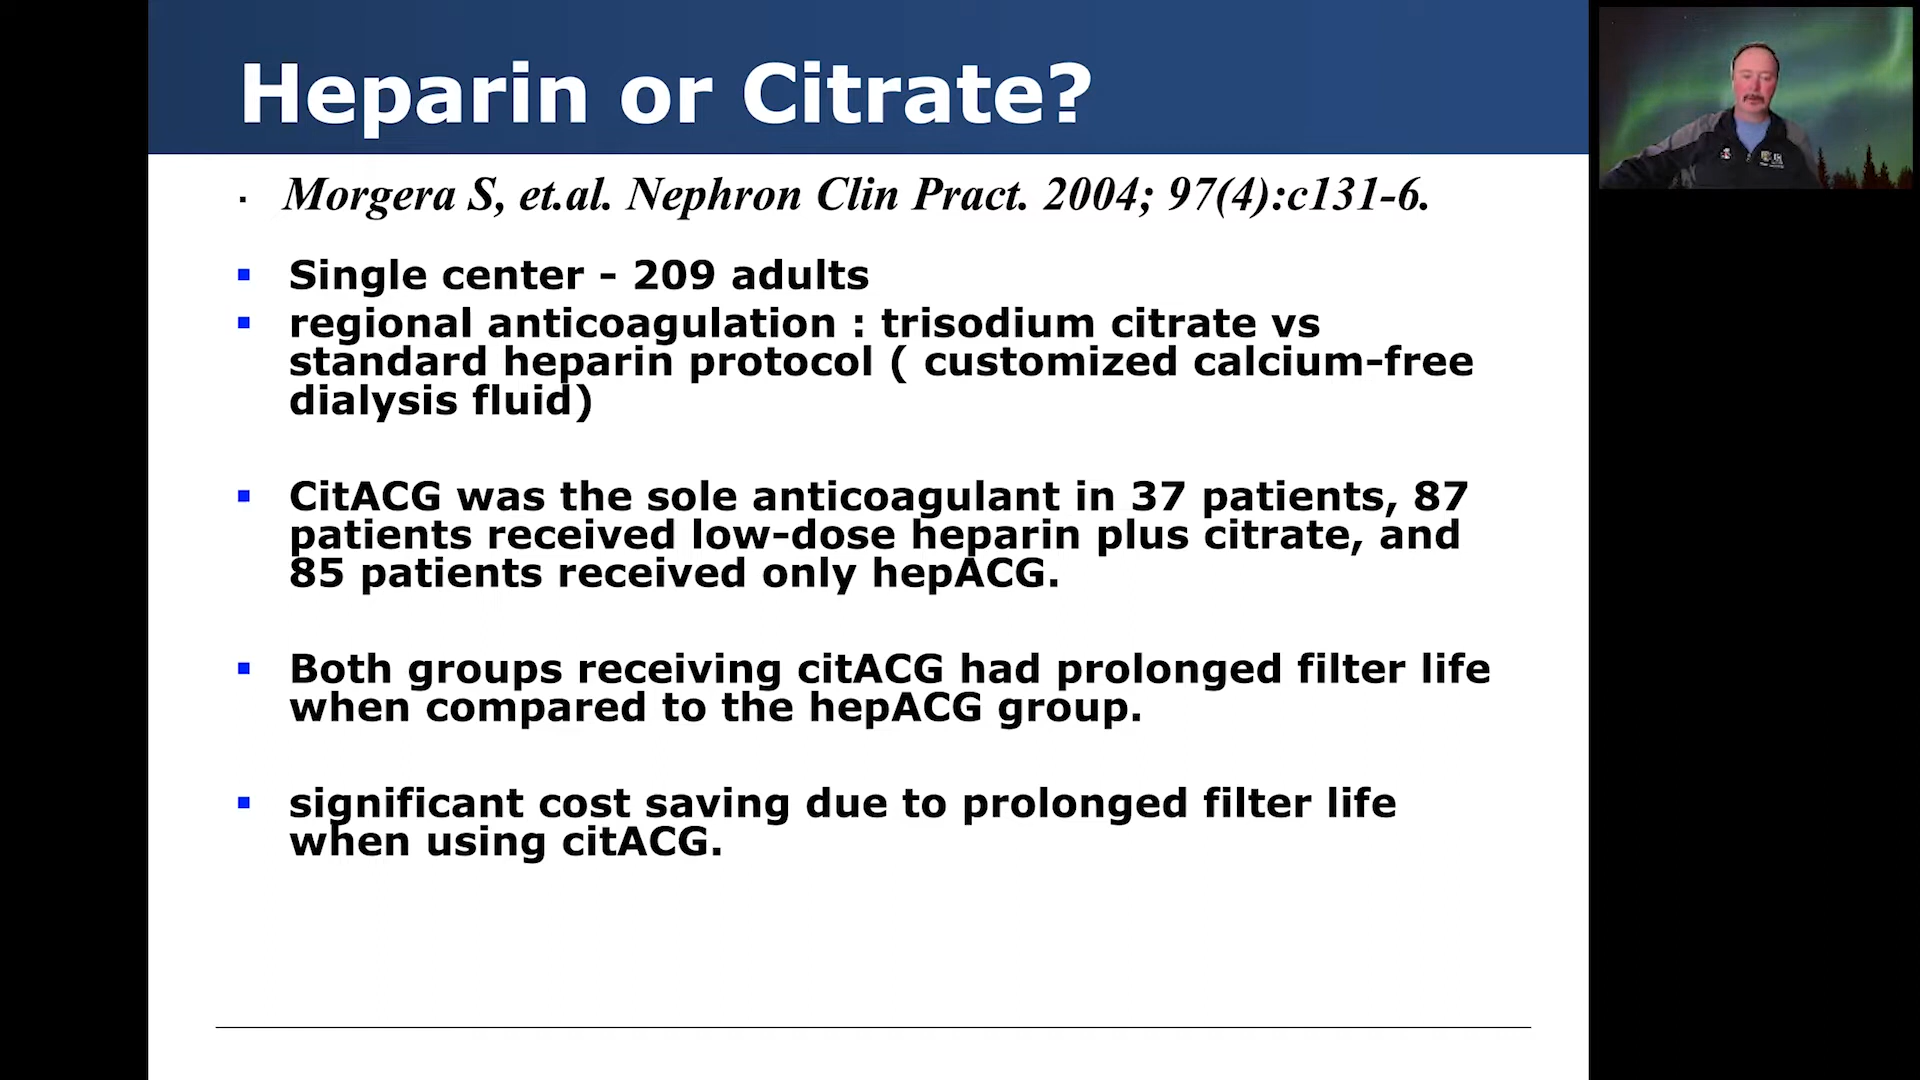 Heparin or Citrate?
· Morgera S, et.al. Nephron Clin Pract. 2004; 97(4):c131-6.
▪ Single center - 209 adults
▪ regional anticoagulation : trisodium citrate vs
standard heparin protocol ( customized calcium-free
dialysis fluid)
▪ CitACG was the sole anticoagulant in 37 patients, 87
patients received low-dose heparin plus citrate, and
85 patients received only hepACG.
▪ Both groups receiving citACG had prolonged filter life
when compared to the hepACG group.
▪ significant cost saving due to prolonged filter life
when using citACG.